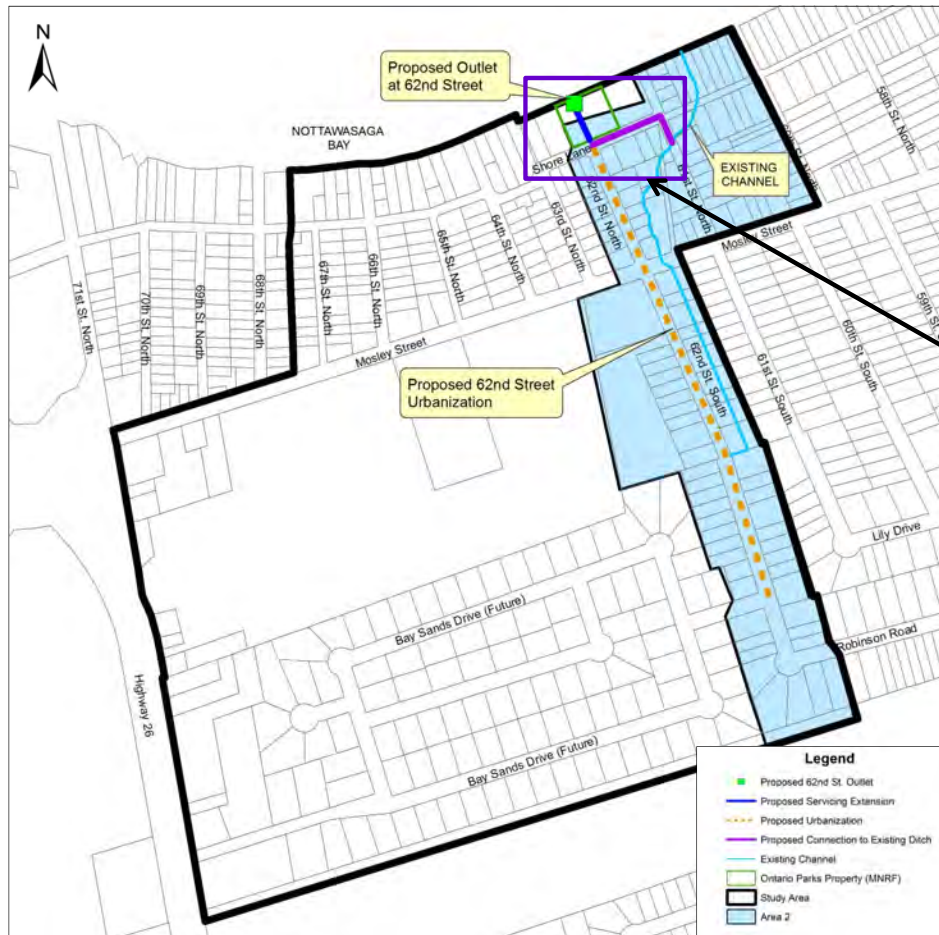 N
Proposed Outlet
at 62nd Street
NOTTAWASAGA
BAY
Shore Lane
EXISTING
CHANNEL
58th St. North
61st St. North
62nd St. North
63rd St. North
64th St. North
65th St. North
66th St. North
67th St. North
68th St. North
69th St. North
70th St. North
71st St. North
Mosley Street
Mosley Street
59th St.
60th St. South
61st St. South
62nd St. South
Proposed 62nd Street
Urbanization
Lily Drive
Robinson Road
Bay Sands Drive (Future)
Bay Sands Drive (Future)
Highway 26
Legend
Proposed 62nd St. Outlet
Proposed Servicing Extension
Proposed Urbanization
Proposed Connection to Existing Ditch
Existing Channel
Ontario Parks Property (MNRF)
Study Area
Area 2